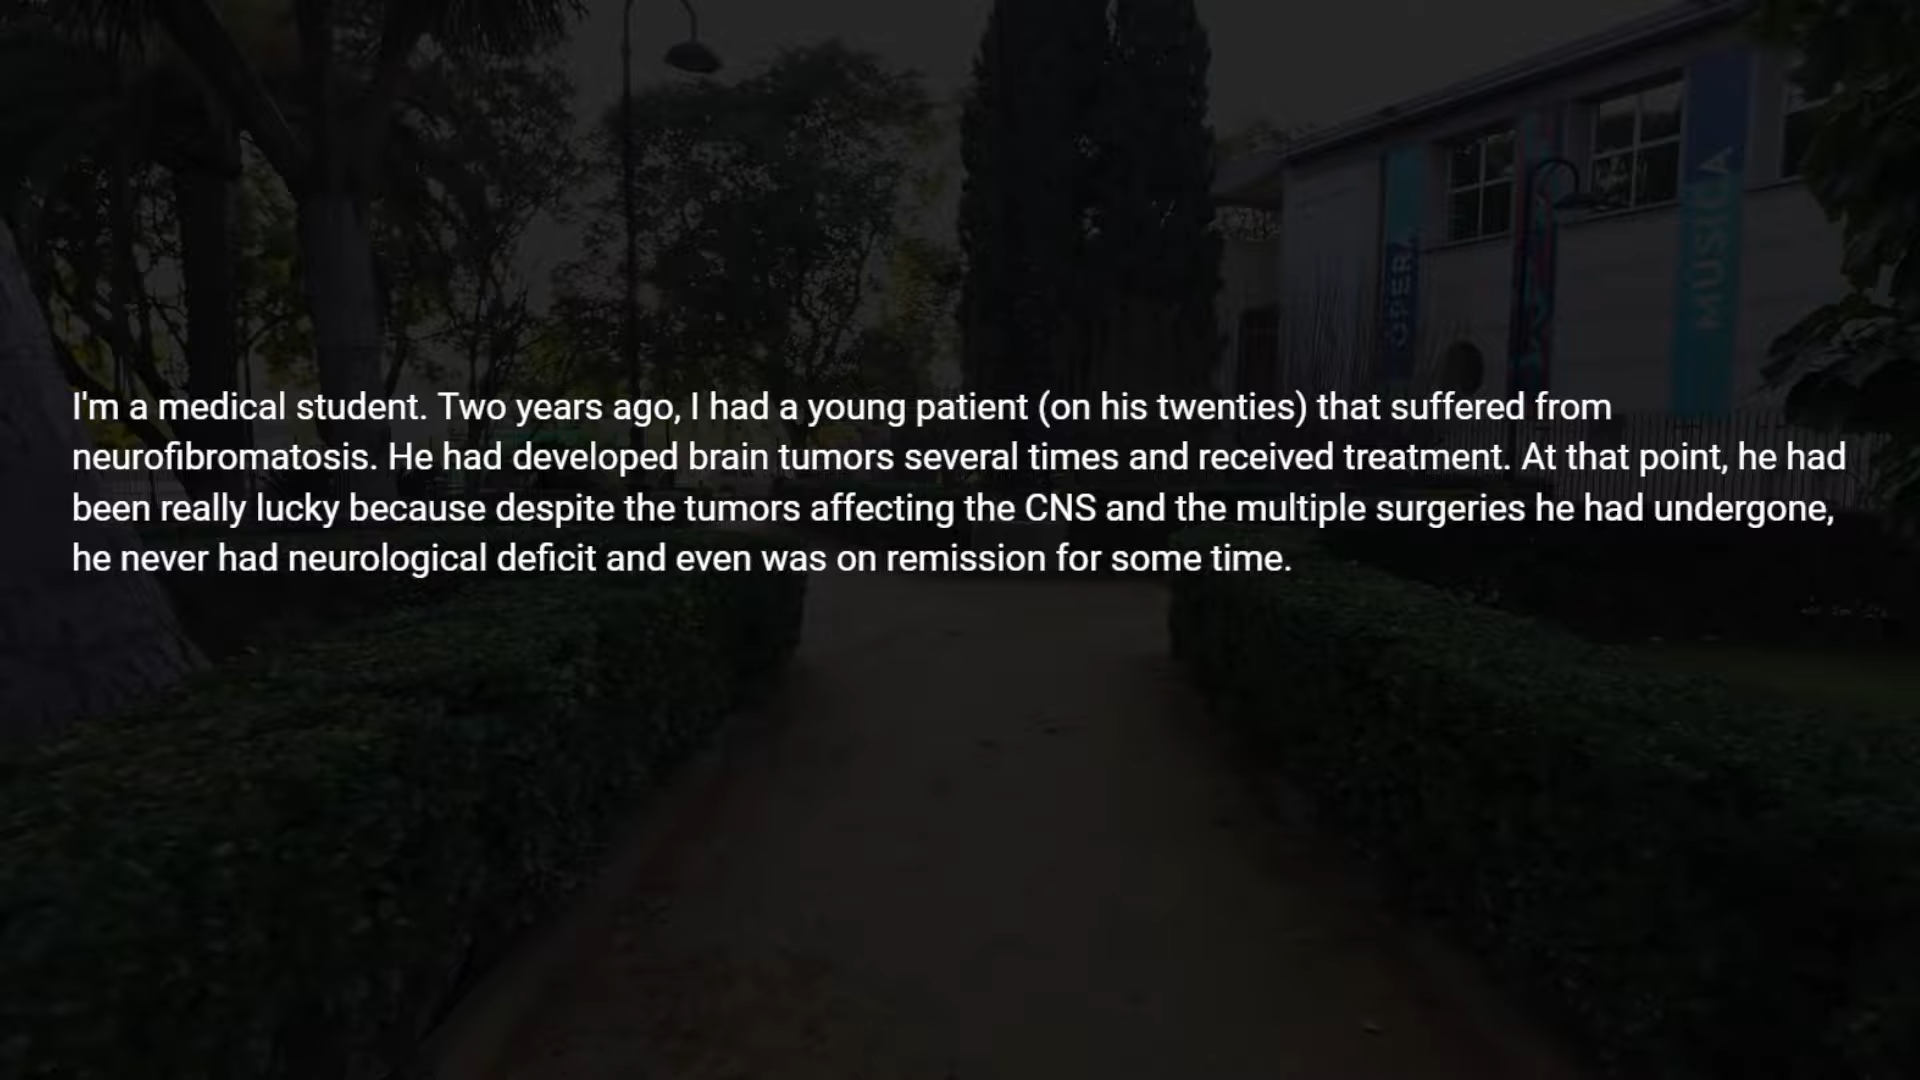 OPERA
MUSICA
I'm a medical student. Two years ago, I had a young patient (on his twenties) that suffered from
neurofibromatosis. He had developed brain tumors several times and received treatment. At that point, he had
been really lucky because despite the tumors affecting the CNS and the multiple surgeries he had undergone,
he never had neurological deficit and even was on remission for some time.